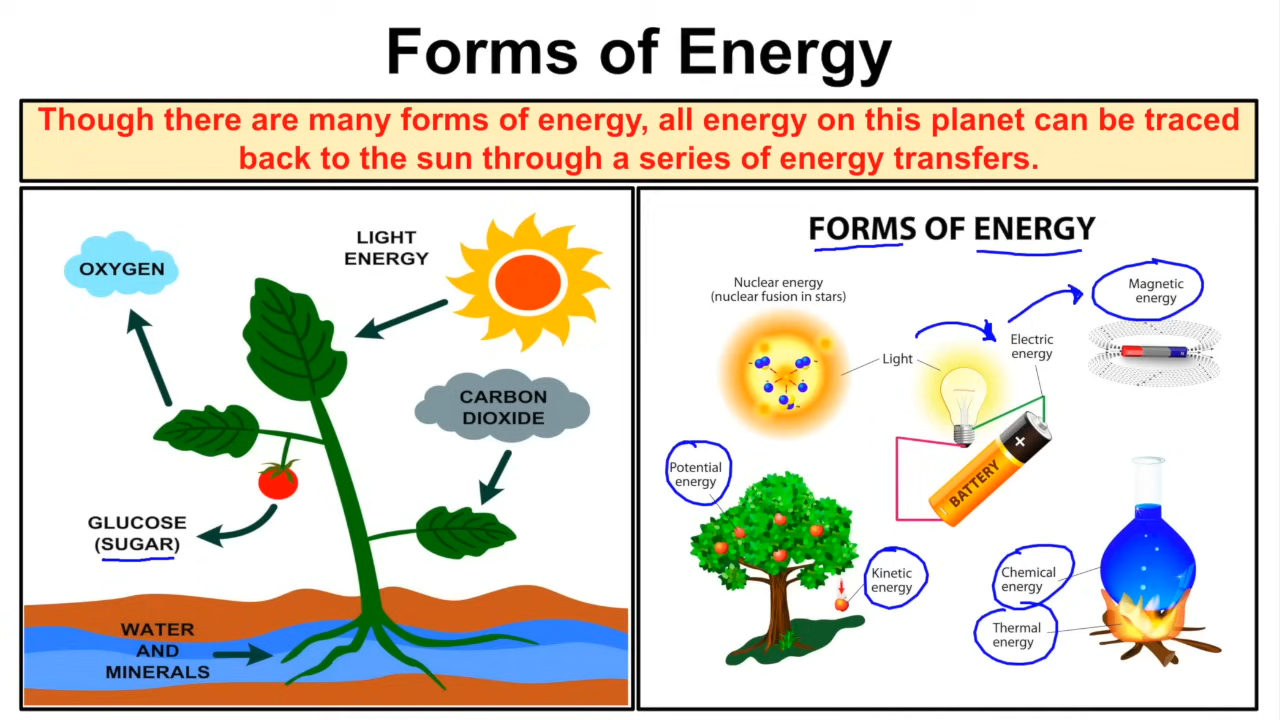 Forms of Energy
Though there are many forms of energy, all energy on this planet can be traced
back to the sun through a series of energy transfers.
OXYGEN
LIGHT
ENERGY
CARBON
DIOXIDE
GLUCOSE
(SUGAR)
WATER
AND
MINERALS
FORMS OF ENERGY
Nuclear energy
(nuclear fusion in stars)
Magnetic
energy
Light
Electric
energy
Potential
energy
+
BATTERY
Kinetic
energy
Chemical
energy
Thermal
energy